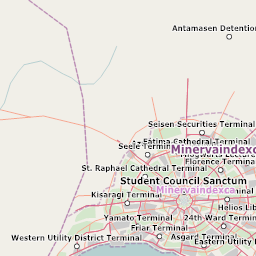 Antamasen Detention
Seisen Securities Terminal
Fátima Cathedral Terminal
Seele Terminal
Minervaindexca
Florence Terminal
St. Raphael Cathedral Terminal
Student Council Sanctum
Minervaindexca
Kisaragi Terminal
Helios Lib
Yamato Terminal
24th Ward Terminal
Friar Terminal
Asgard Terminal
Western Utility District Terminal
Eastern Utility